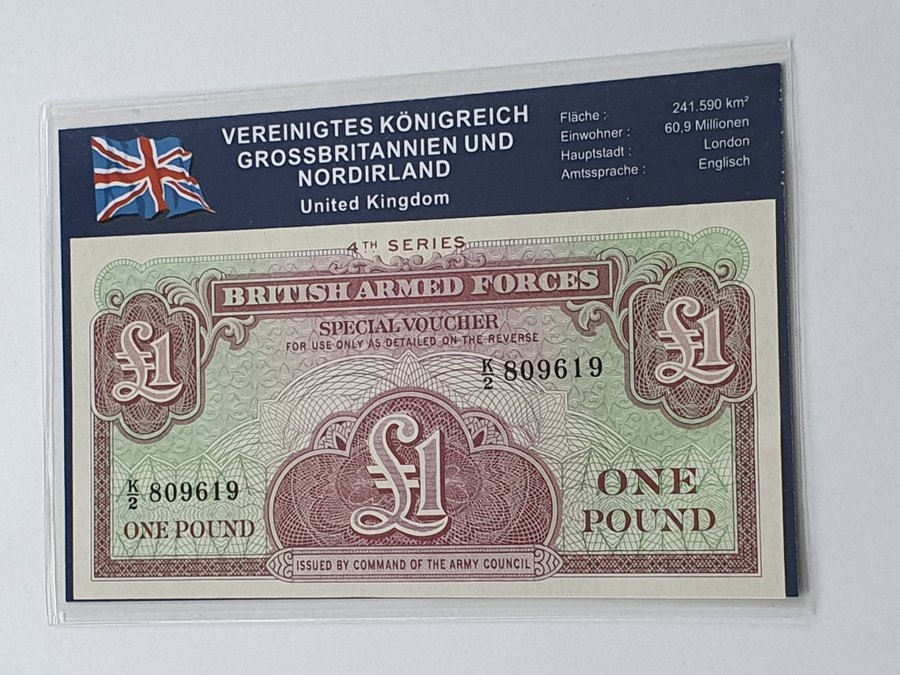 VEREINIGTES KÖNIGREICH
GROSSBRITANNIEN UND
NORDIRLAND
United Kingdom
Fläche : 241.590 km²
Einwohner : 60,9 Millionen
Hauptstadt : London
Amtssprache : Englisch
4TH SERIES
BRITISH ARMED FORCES
SPECIAL VOUCHER
FOR USE ONLY AS DETAILED ON THE REVERSE
£1
£1
K/2 809619
£1
K/2 809619
ONE POUND
ONE
POUND
ISSUED BY COMMAND OF THE ARMY COUNCIL